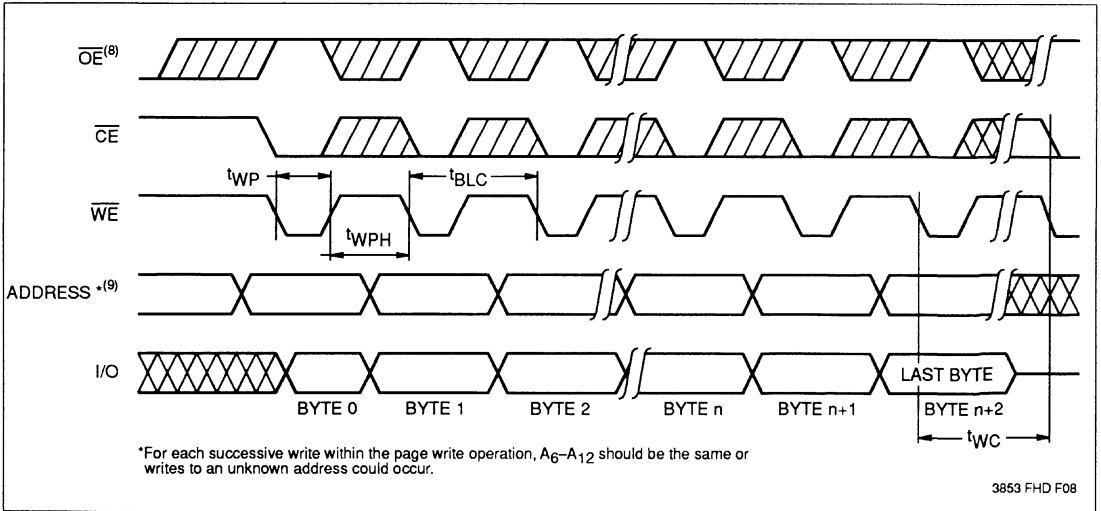 OE(8)
CE
tWP
tBLC
WE
tWPH
ADDRESS *(9)
I/O
LAST BYTE
BYTE 0 BYTE 1 BYTE 2 BYTE n BYTE n+1 BYTE n+2
tWC
*For each successive write within the page write operation, A6–A12 should be the same or
writes to an unknown address could occur.
3853 FHD F08